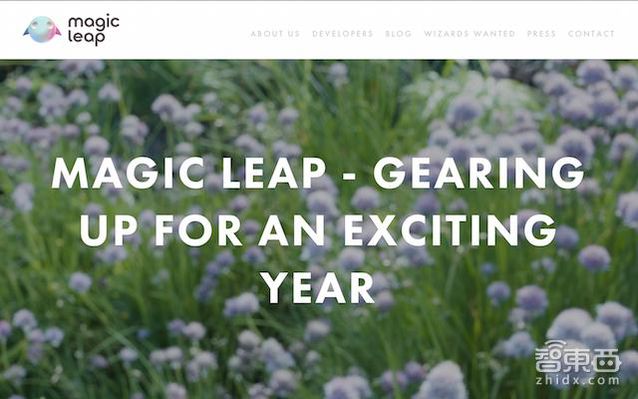 magic
leap
ABOUT US DEVELOPERS BLOG WIZARDS WANTED PRESS CONTACT
MAGIC LEAP - GEARING
UP FOR AN EXCITING
YEAR
智東西
zhidx.com